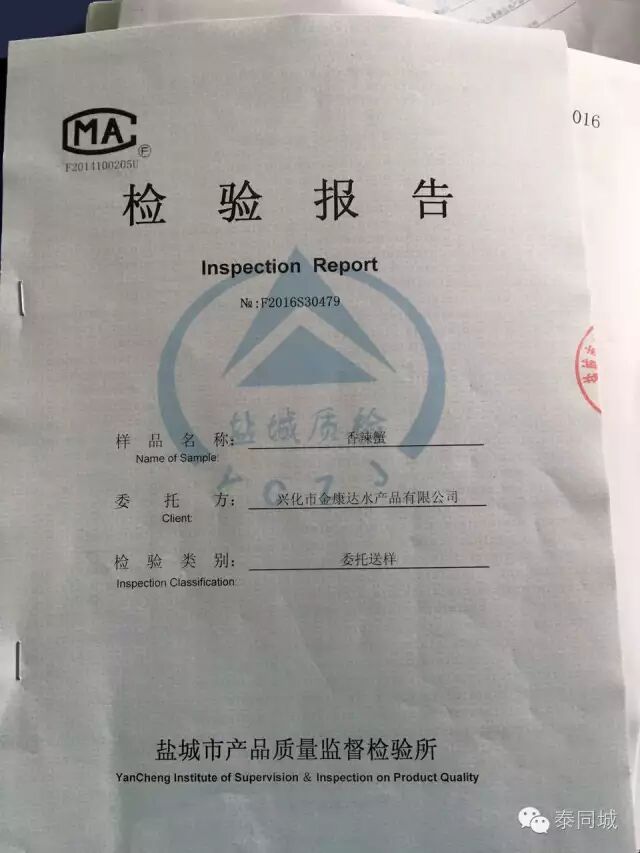 016
MA
F
F2014100205U
检 验 报 告
Inspection Report
№:F2016S30479
盐城质检
样 品 名 称: 香辣蟹
Name of Sample:
委 托 方: 兴化市金康达水产品有限公司
Client:
检 验 类 别: 委托送样
Inspection Classification:
盐城市产品质量监督检验所
YanCheng Institute of Supervision & Inspection on Product Quality
泰同城